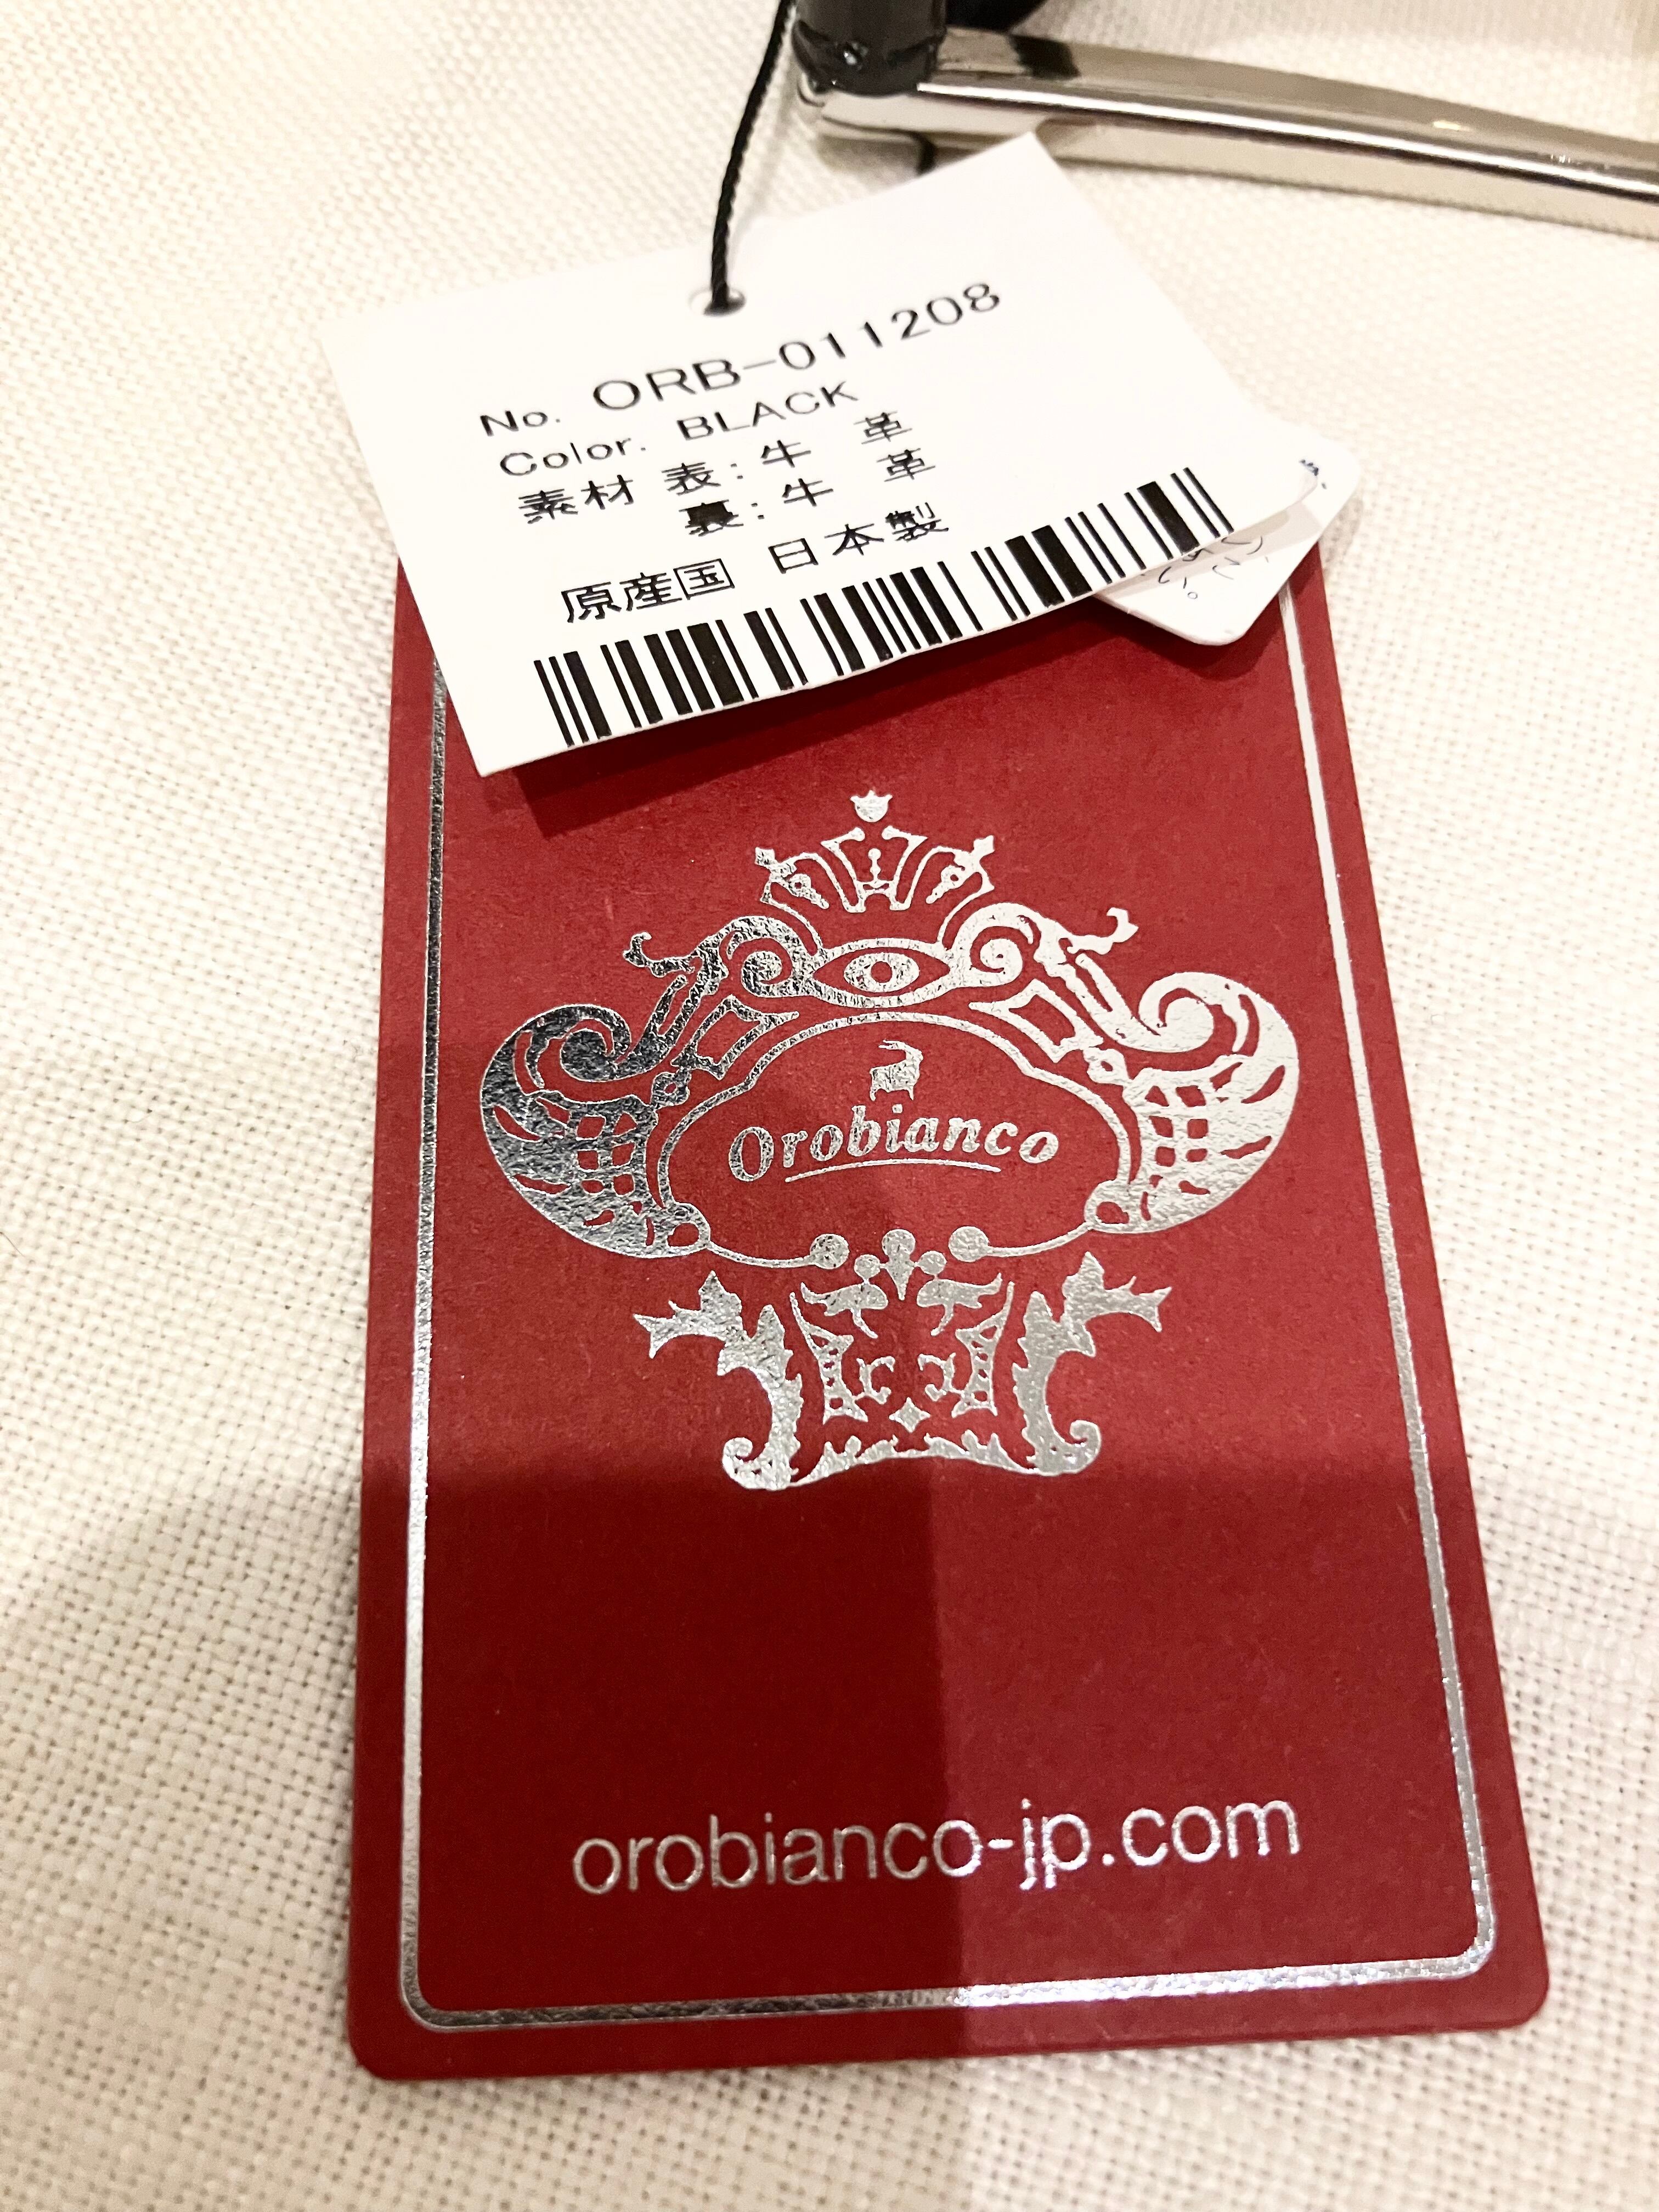 No. ORB-011208
Color. BLACK
素材 表:牛 革
裏:牛 革
原産国 日本製
Orobianco
orobianco-jp.com